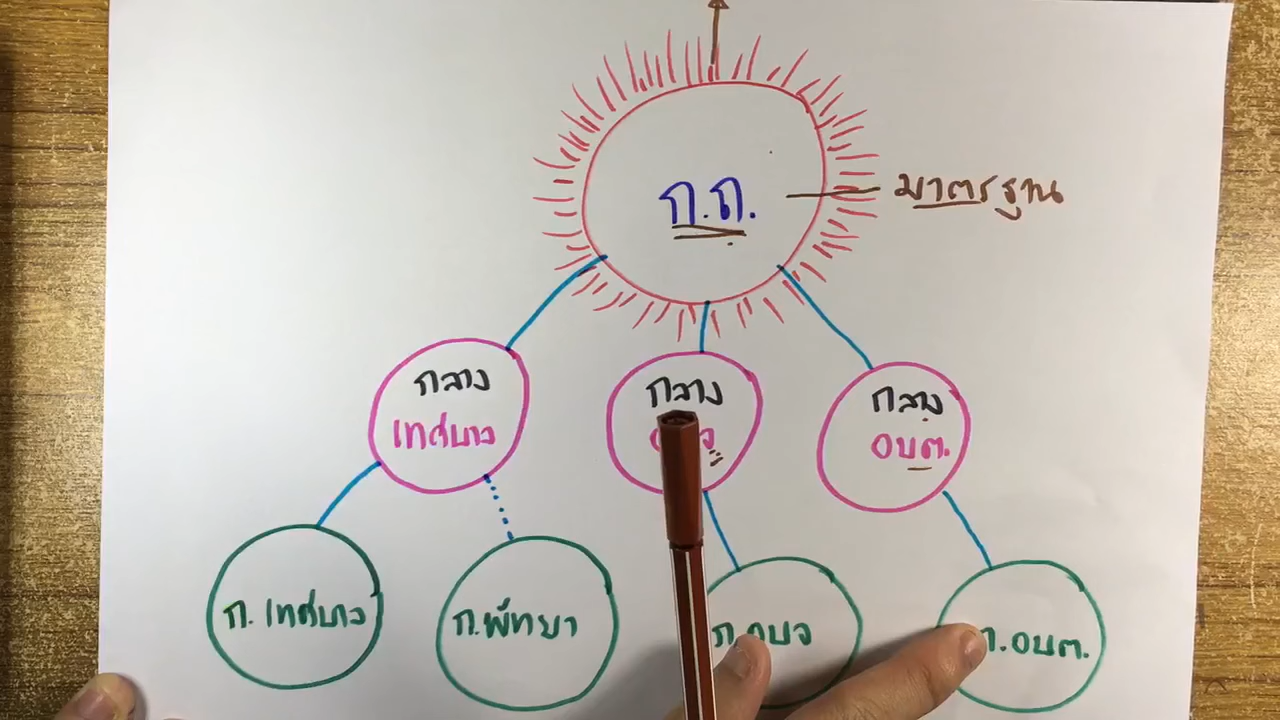 ก.ถ.
มาตรฐาน
กลาง
เทศบาล
กลาง
กลาง
อบต.
ก. เทศบาล
ก.พัทยา
ก.อบจ
ก.อบต.